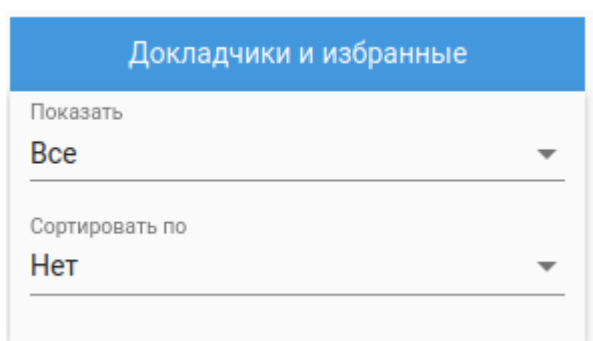 Докладчики и избранные
Показать
Все
Сортировать по
Нет